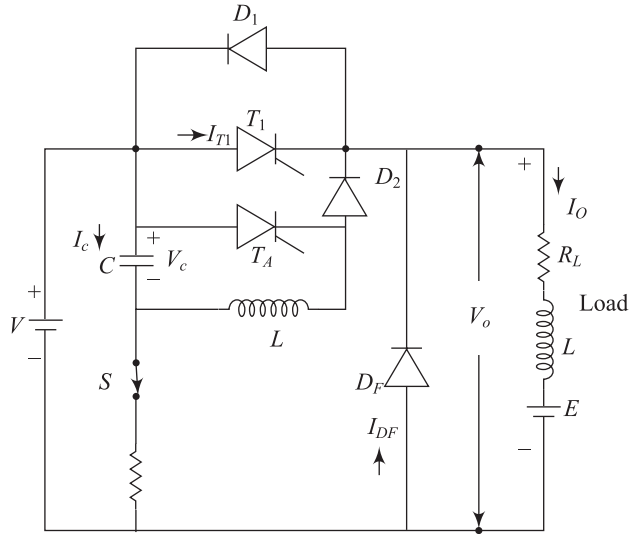 D1
IT1
T1
+
D2
IO
Ic
+
C
Vc
−
TA
RL
+
V
−
L
Vo
Load
L
S
DF
E
IDF
−